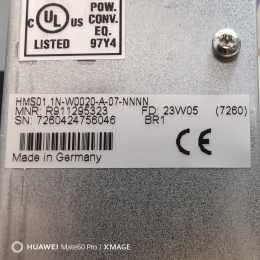 C UL US
LISTED
POW.
CONV.
EQ.
97Y4
HMS01.1N-W0020-A-07-NNNN
MNR: R911295323 FD: 23W05 (7260)
SN: 7260424756046 BR1
Made in Germany
CE
HUAWEI Mate60 Pro | XMAGE